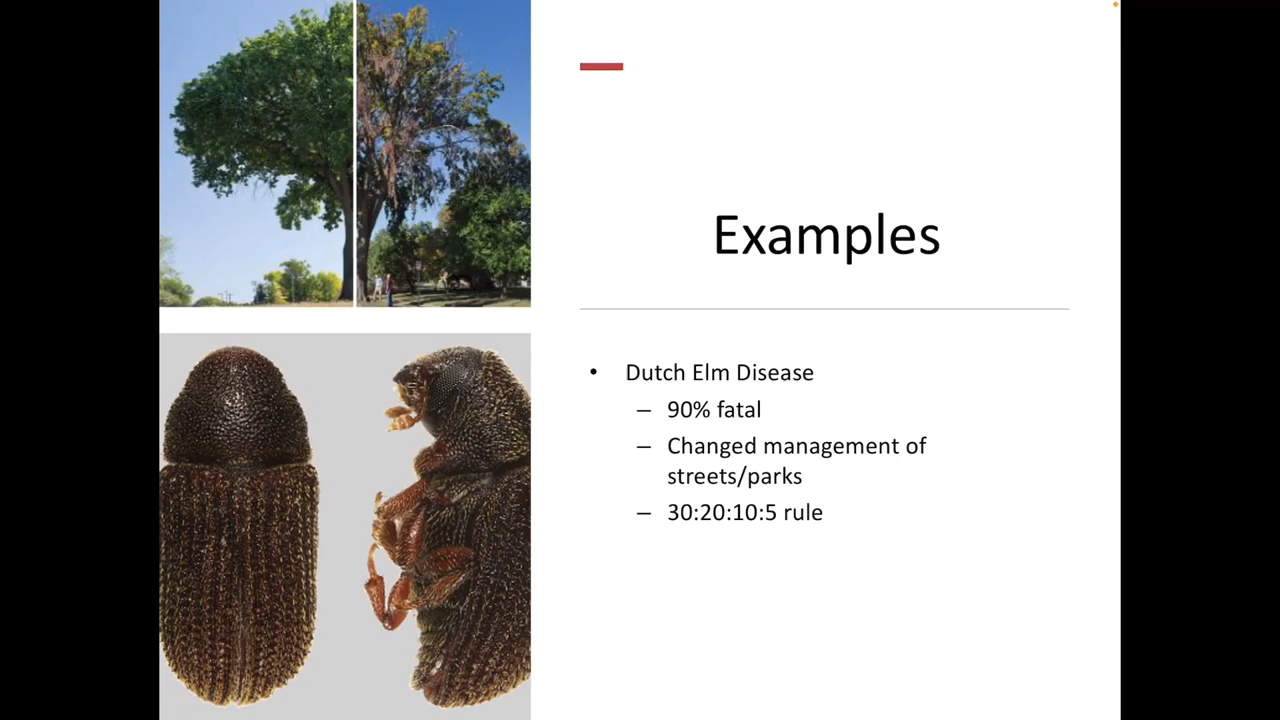 Examples
• Dutch Elm Disease
– 90% fatal
– Changed management of
streets/parks
– 30:20:10:5 rule